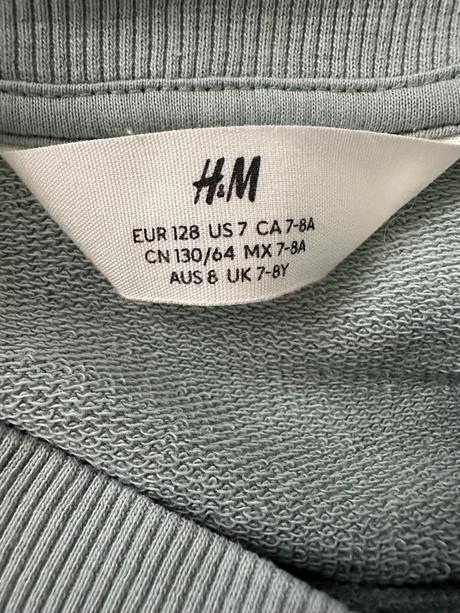 H&M
EUR 128 US 7 CA 7-8A
CN 130/64 MX 7-8A
AUS 8 UK 7-8Y